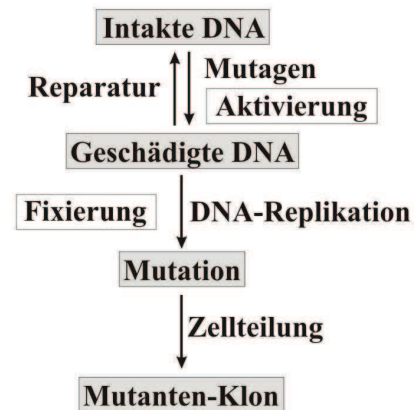 Intakte DNA
Reparatur
Mutagen
Aktivierung
Geschädigte DNA
Fixierung
DNA-Replikation
Mutation
Zellteilung
Mutanten-Klon